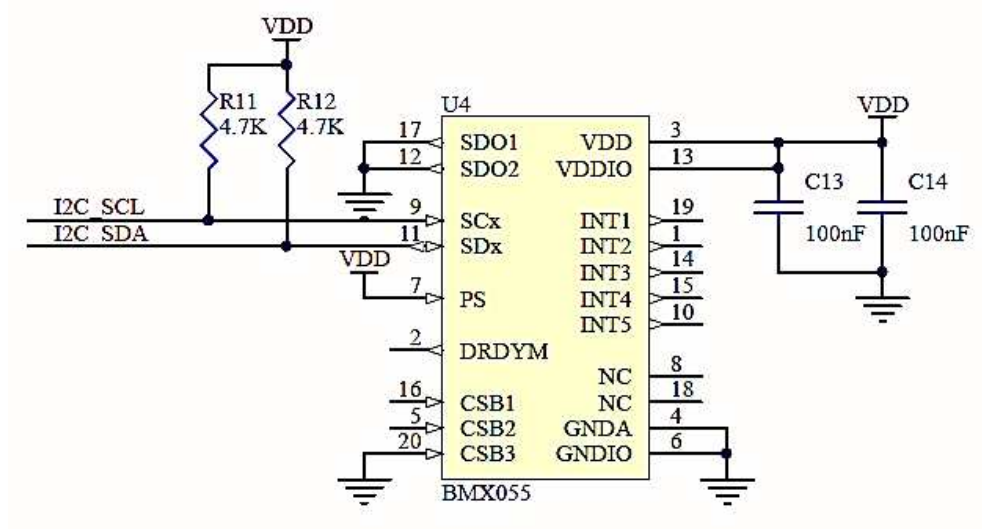 VDD
R11
4.7K
R12
4.7K
I2C_SCL
I2C_SDA
VDD
U4
17 SDO1
12 SDO2
9 SCx
11 SDx
7 PS
2 DRDYM
16 CSB1
5 CSB2
20 CSB3
VDD 3
VDDIO 13
INT1 19
INT2 1
INT3 14
INT4 15
INT5 10
NC 8
NC 18
GNDA 4
GNDIO 6
BMX055
VDD
C13
100nF
C14
100nF